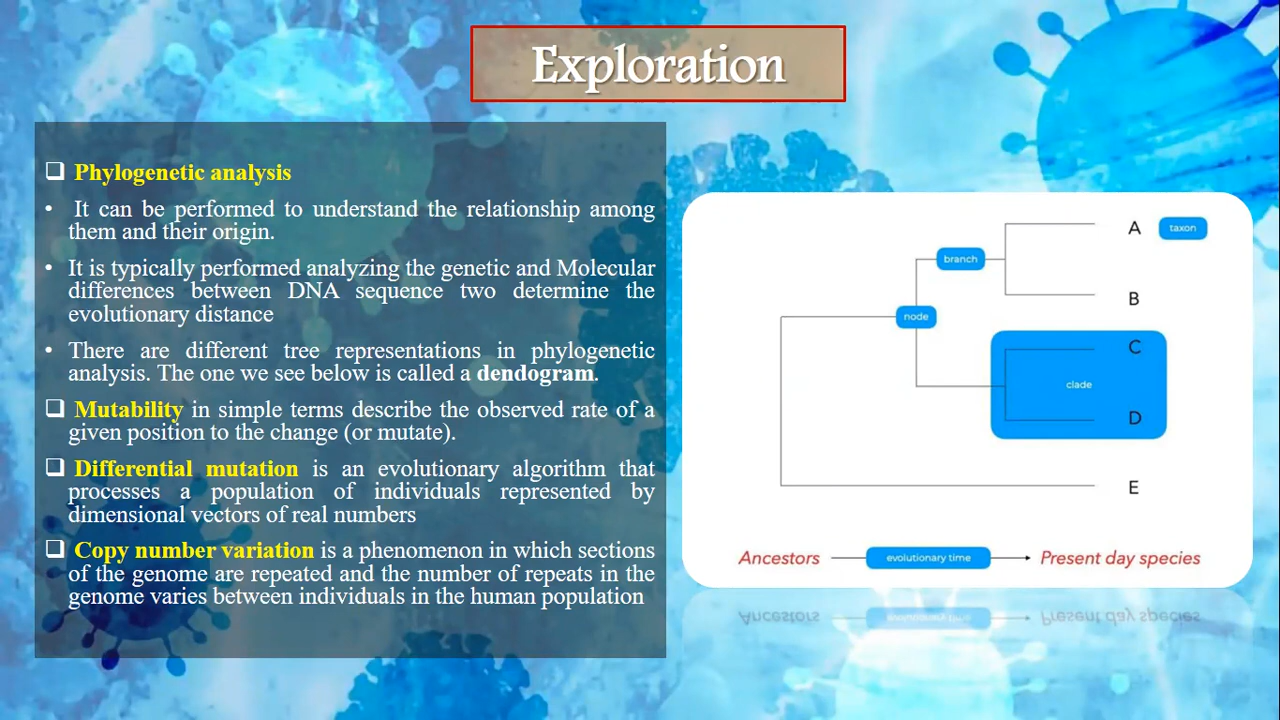 Exploration
❑ Phylogenetic analysis
• It can be performed to understand the relationship among
them and their origin.
• It is typically performed analyzing the genetic and Molecular
differences between DNA sequence two determine the
evolutionary distance
• There are different tree representations in phylogenetic
analysis. The one we see below is called a dendogram.
❑ Mutability in simple terms describe the observed rate of a
given position to the change (or mutate).
❑ Differential mutation is an evolutionary algorithm that
processes a population of individuals represented by
dimensional vectors of real numbers
❑ Copy number variation is a phenomenon in which sections
of the genome are repeated and the number of repeats in the
genome varies between individuals in the human population
A taxon
branch
B
node
C
clade
D
E
Ancestors evolutionary time Present day species